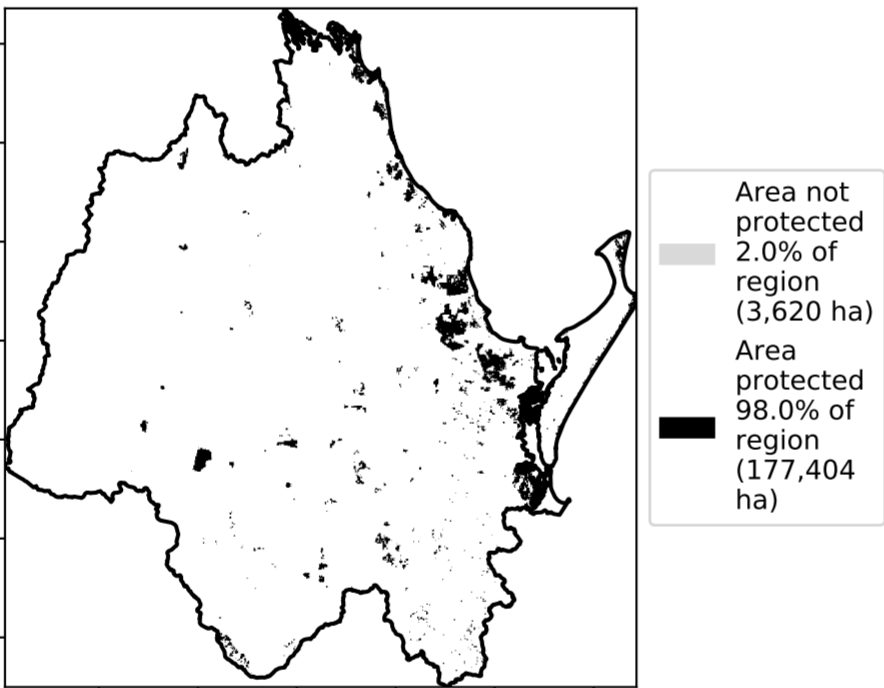 Area not
protected
2.0% of
region
(3,620 ha)
Area
protected
98.0% of
region
(177,404
ha)